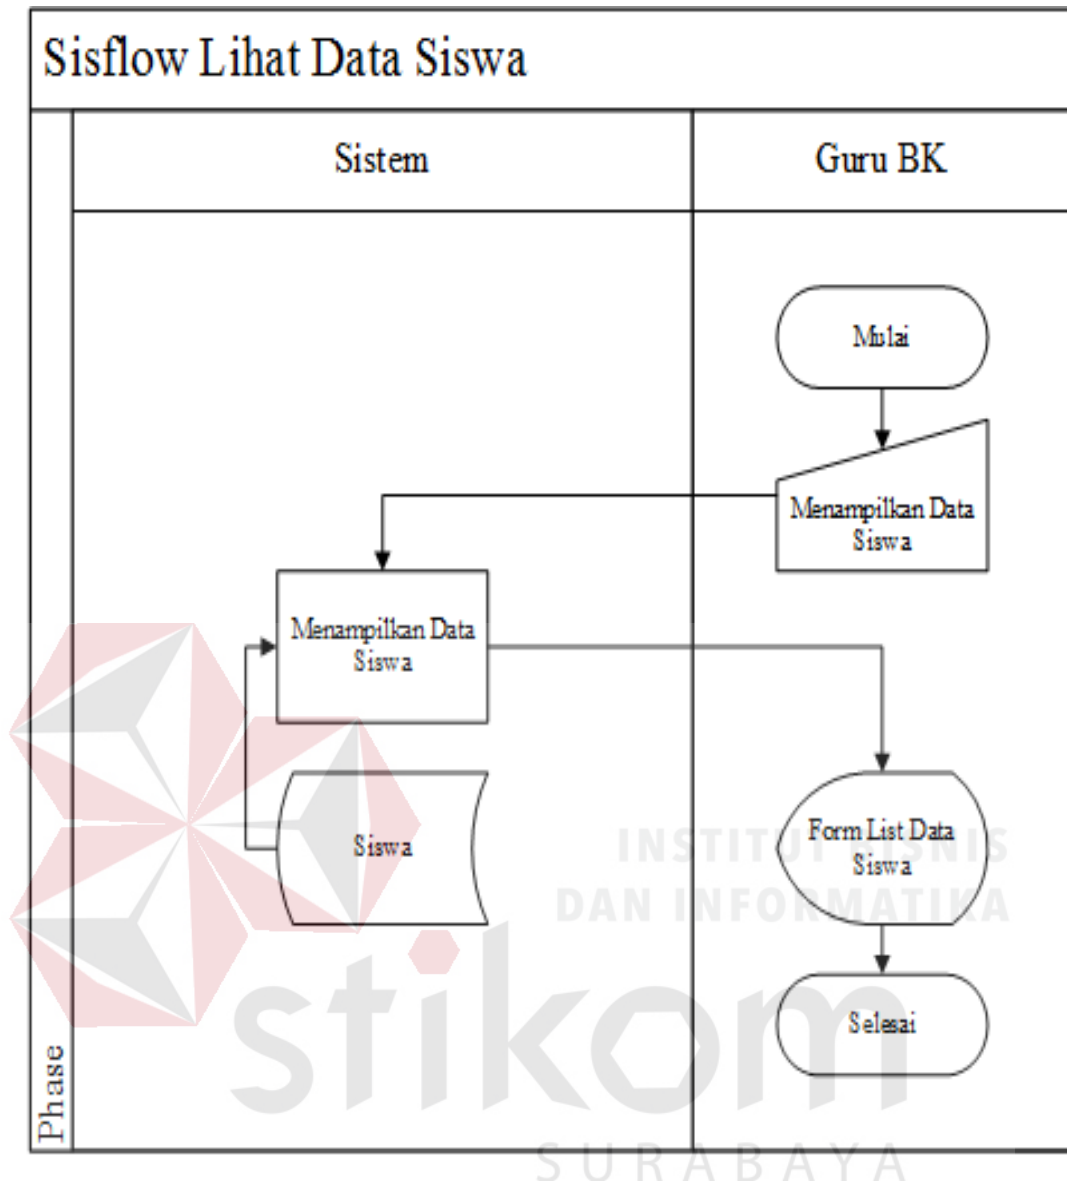 Sisflow Lihat Data Siswa
Sistem
Guru BK
Mulai
Menampilkan Data
Siswa
Menampilkan Data
Siswa
Siswa
Form List Data
Siswa
Selesai
Phase
INSTITUT BISNIS
DAN INFORMATIKA
stikom
SURABAYA